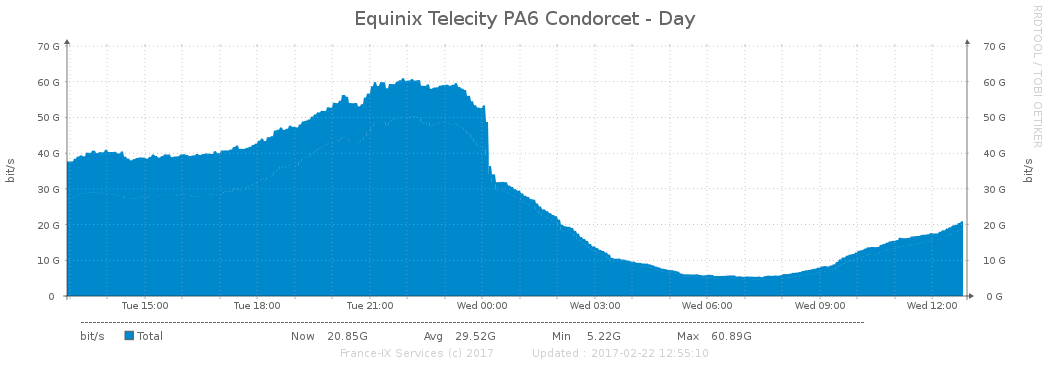 Equinix Telecity PA6 Condorcet - Day
RRDTOOL / TOBI OETIKER
70 G 70 G
60 G 60 G
50 G 50 G
40 G 40 G
30 G 30 G
20 G 20 G
10 G 10 G
0 0 G
bit/s bit/s
Tue 15:00 Tue 18:00 Tue 21:00 Wed 00:00 Wed 03:00 Wed 06:00 Wed 09:00 Wed 12:00
bit/s Total Now 20.85G Avg 29.52G Min 5.22G Max 60.89G
France-IX Services (c) 2017 Updated : 2017-02-22 12:55:10